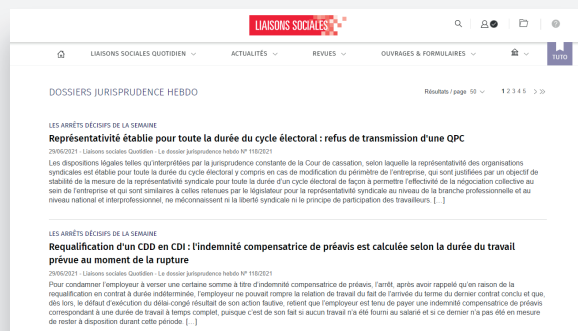 LIAISONS SOCIALES
LIAISONS SOCIALES QUOTIDIEN
ACTUALITÉS
REVUES
OUVRAGES & FORMULAIRES
TUTO
DOSSIERS JURISPRUDENCE HEBDO
Résultats / page 50
1 2 3 4 5 > >>
LES ARRÊTS DÉCISIFS DE LA SEMAINE
Représentativité établie pour toute la durée du cycle électoral : refus de transmission d'une QPC
29/06/2021 - Liaisons sociales Quotidien - Le dossier jurisprudence hebdo N° 118/2021
Les dispositions légales telles qu'interprétées par la jurisprudence constante de la Cour de cassation, selon laquelle la représentativité des organisations
syndicales est établie pour toute la durée du cycle électoral y compris en cas de modification du périmètre de l'entreprise, qui sont justifiées par un objectif de
stabilité de la mesure de la représentativité syndicale pour toute la durée d'un cycle électoral de façon à permettre l'effectivité de la négociation collective au
sein de l'entreprise et qui sont similaires à celles retenues par le législateur pour la représentativité syndicale au niveau de la branche professionnelle et au
niveau national et interprofessionnel, ne méconnaissent ni la liberté syndicale ni le principe de participation des travailleurs. [...]
LES ARRÊTS DÉCISIFS DE LA SEMAINE
Requalification d'un CDD en CDI : l'indemnité compensatrice de préavis est calculée selon la durée du travail
prévue au moment de la rupture
29/06/2021 - Liaisons sociales Quotidien - Le dossier jurisprudence hebdo N° 118/2021
Pour condamner l'employeur à verser une certaine somme à titre d'indemnité compensatrice de préavis, l'arrêt, après avoir rappelé qu'en raison de la
requalification en contrat à durée indéterminée, l'employeur ne pouvait rompre la relation de travail du fait de l'arrivée du terme du dernier contrat conclu et que,
dès lors, le défaut d'exécution du délai-congé résultait de son action fautive, retient que l'employeur est tenu de payer une indemnité compensatrice de préavis
correspondant à une durée de travail à temps complet, puisque c'est de son fait si aucun travail n'a été fourni au salarié et si ce dernier n'a pas été en mesure
de rester à disposition durant cette période. [...]